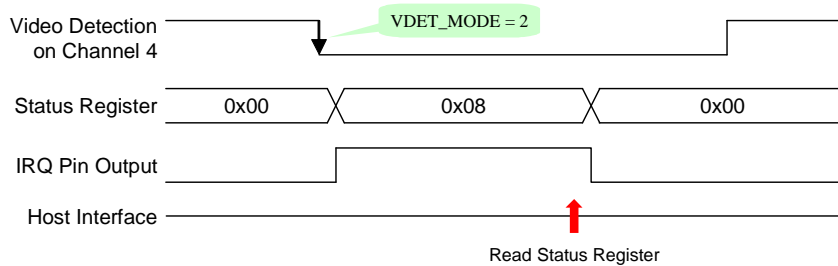 Video Detection
on Channel 4
VDET_MODE = 2
Status Register
0x00
0x08
0x00
IRQ Pin Output
Host Interface
Read Status Register